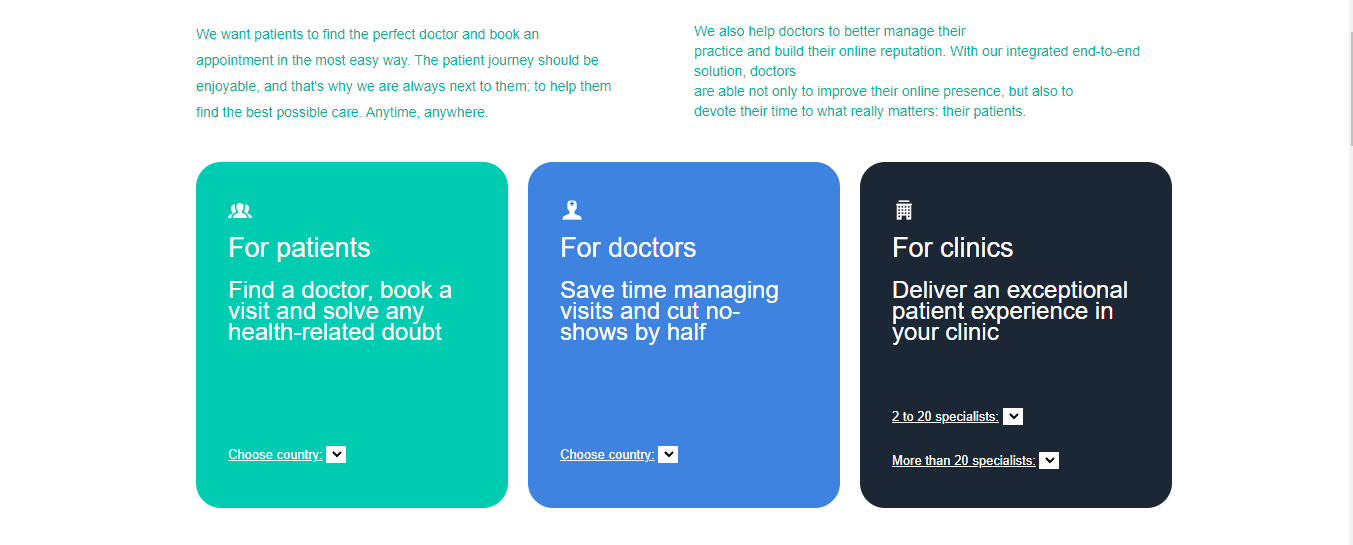 We want patients to find the perfect doctor and book an
appointment in the most easy way. The patient journey should be
enjoyable, and that's why we are always next to them: to help them
find the best possible care. Anytime, anywhere.
We also help doctors to better manage their
practice and build their online reputation. With our integrated end-to-end
solution, doctors
are able not only to improve their online presence, but also to
devote their time to what really matters: their patients.
For patients
Find a doctor, book a
visit and solve any
health-related doubt
Choose country:
For doctors
Save time managing
visits and cut no-
shows by half
Choose country:
For clinics
Deliver an exceptional
patient experience in
your clinic
2 to 20 specialists:
More than 20 specialists: